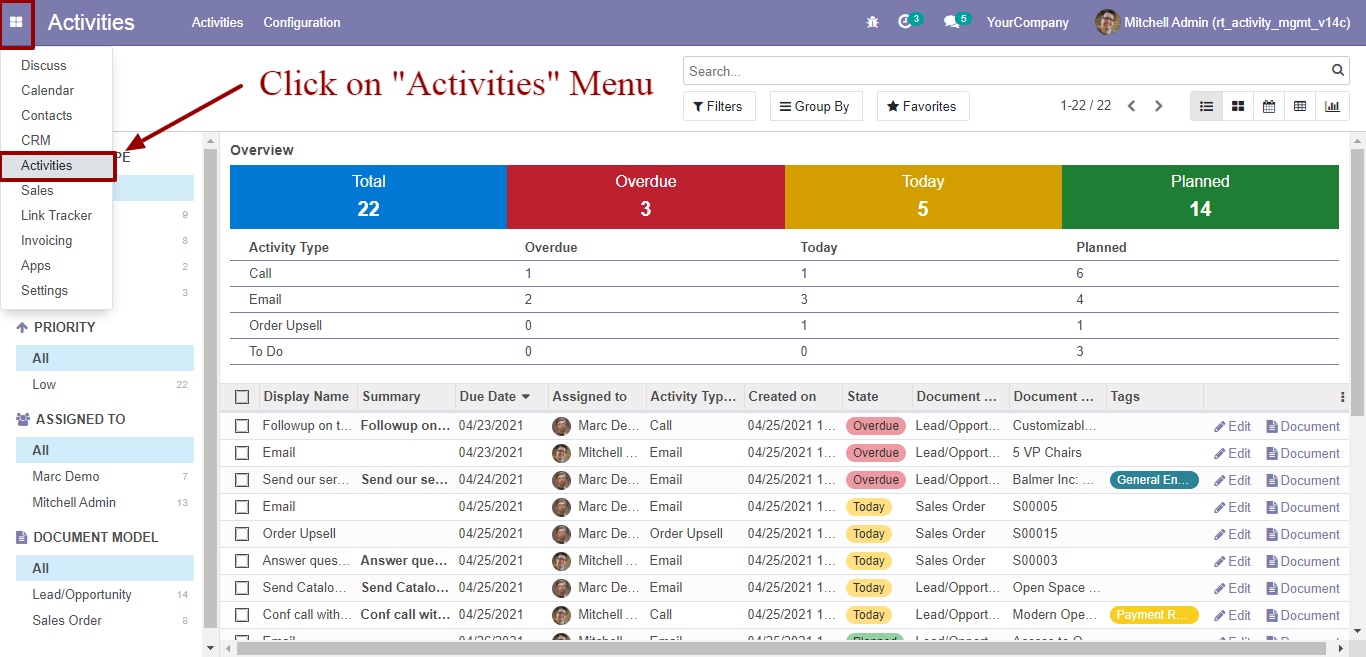 Activities Activities Configuration 3 5 YourCompany Mitchell Admin (rt_activity_mgmt_v14c)
Discuss
Calendar
Contacts
CRM
Activities
Sales
Link Tracker
Invoicing
Apps
Settings
Click on "Activities" Menu
Search...
Filters Group By Favorites 1-22 / 22
PE
9
8
2
3
PRIORITY
All
Low 22
ASSIGNED TO
All
Marc Demo 7
Mitchell Admin 13
DOCUMENT MODEL
All
Lead/Opportunity 14
Sales Order 8
Overview
Total Overdue Today Planned
22 3 5 14
Activity Type Overdue Today Planned
Call 1 1 6
Email 2 3 4
Order Upsell 0 1 1
To Do 0 0 3
Display Name Summary Due Date Assigned to Activity Typ... Created on State Document ... Document ... Tags
Followup on t... Followup on... 04/23/2021 Marc De... Call 04/25/2021 1... Overdue Lead/Opport... Customizabl... Edit Document
Email 04/23/2021 Mitchell ... Email 04/25/2021 1... Overdue Lead/Opport... 5 VP Chairs Edit Document
Send our ser... Send our se... 04/24/2021 Marc De... Email 04/25/2021 1... Overdue Lead/Opport... Balmer Inc: ... General En... Edit Document
Email 04/25/2021 Marc De... Email 04/25/2021 1... Today Sales Order S00005 Edit Document
Order Upsell 04/25/2021 Marc De... Order Upsell 04/25/2021 1... Today Sales Order S00015 Edit Document
Answer ques... Answer que... 04/25/2021 Mitchell ... Email 04/25/2021 1... Today Sales Order S00003 Edit Document
Send Catalo... Send Catalo... 04/25/2021 Marc De... Email 04/25/2021 1... Today Lead/Opport... Open Space ... Edit Document
Conf call with... Conf call wit... 04/25/2021 Mitchell ... Call 04/25/2021 1... Today Lead/Opport... Modern Ope... Payment R... Edit Document